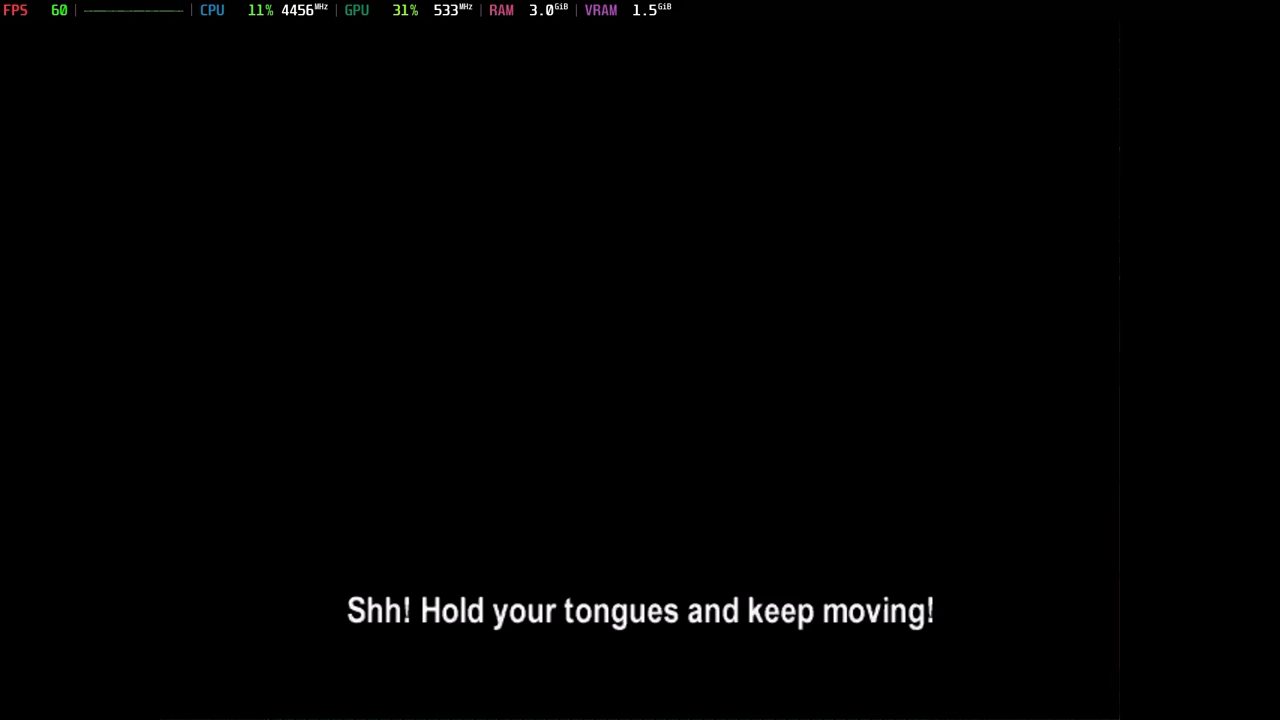 FPS 60 | CPU 11% 4456MHz | GPU 31% 533MHz | RAM 3.0GiB | VRAM 1.5GiB
Shh! Hold your tongues and keep moving!